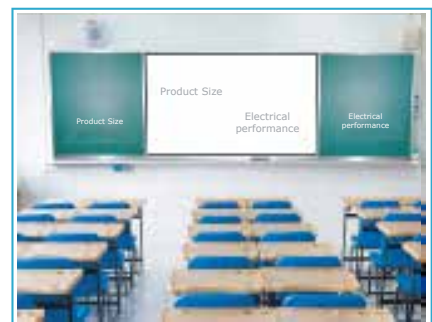 Product Size
Electrical
performance
Product Size
Electrical
performance